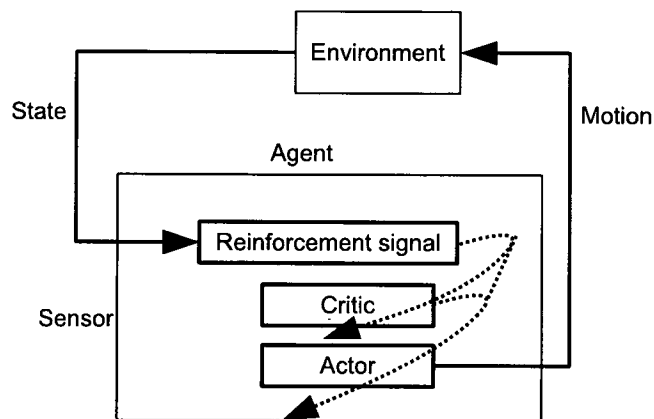 Environment
State
Motion
Agent
Reinforcement signal
Critic
Sensor
Actor